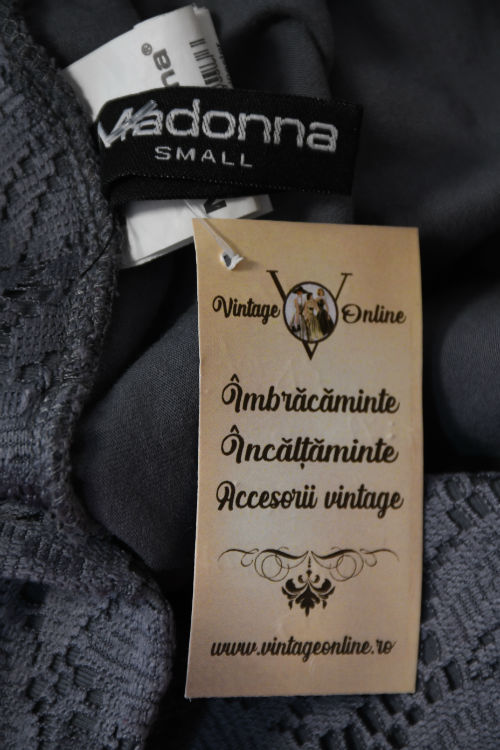 Madonna
SMALL
Vintage V Online
Îmbrăcăminte
Încălțăminte
Accesorii vintage
www.vintageonline.ro